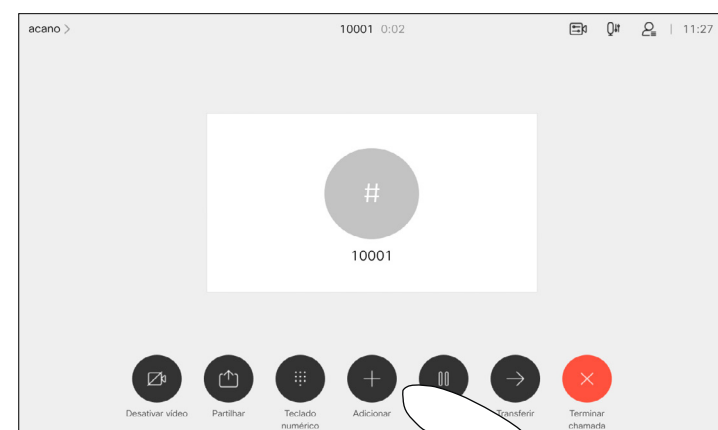 acano >
10001 0:02
| 11:27
#
10001
Desativar vídeo
Partilhar
Teclado
numérico
Adicionar
Transferir
Terminar
chamada